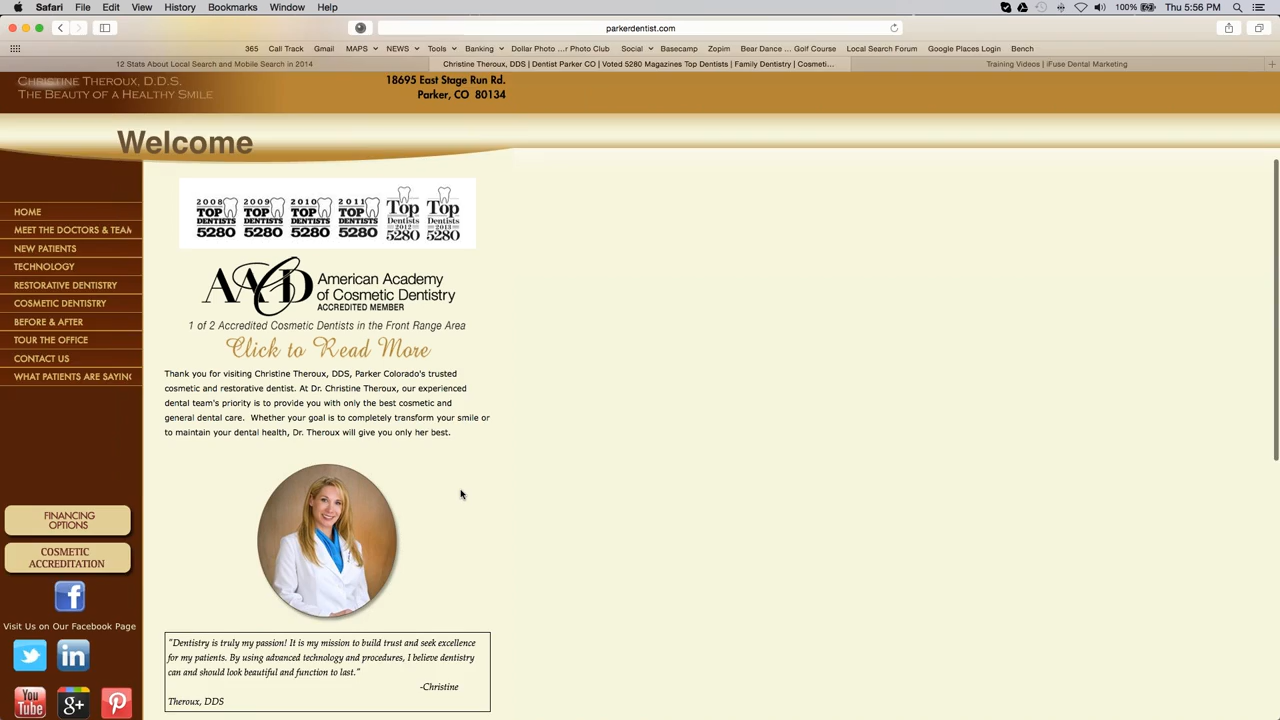 Safari File Edit View History Bookmarks Window Help
100% Thu 5:56 PM
parkerdentist.com
365 Call Track Gmail MAPS NEWS Tools Banking Dollar Photo ...r Photo Club Social Basecamp Zopim Bear Dance ... Golf Course Local Search Forum Google Places Login Bench
12 Stats About Local Search and Mobile Search in 2014
Christine Theroux, DDS | Dentist Parker CO | Voted 5280 Magazines Top Dentists | Family Dentistry | Cosmeti...
Training Videos | iFuse Dental Marketing
CHRISTINE THEROUX, D.D.S.
THE BEAUTY OF A HEALTHY SMILE
18695 East Stage Run Rd.
Parker, CO 80134
Welcome
HOME
MEET THE DOCTORS & TEAM
NEW PATIENTS
TECHNOLOGY
RESTORATIVE DENTISTRY
COSMETIC DENTISTRY
BEFORE & AFTER
TOUR THE OFFICE
CONTACT US
WHAT PATIENTS ARE SAYING
FINANCING
OPTIONS
COSMETIC
ACCREDITATION
Visit Us on Our Facebook Page
You
Tube
g+
2008 TOP DENTISTS 5280
2009 TOP DENTISTS 5280
2010 TOP DENTISTS 5280
2011 TOP DENTISTS 5280
Top Dentists 2012 5280
Top Dentists 2013 5280
AACD
American Academy
of Cosmetic Dentistry
ACCREDITED MEMBER
1 of 2 Accredited Cosmetic Dentists in the Front Range Area
Click to Read More
Thank you for visiting Christine Theroux, DDS, Parker Colorado's trusted
cosmetic and restorative dentist. At Dr. Christine Theroux, our experienced
dental team's priority is to provide you with only the best cosmetic and
general dental care. Whether your goal is to completely transform your smile or
to maintain your dental health, Dr. Theroux will give you only her best.
"Dentistry is truly my passion! It is my mission to build trust and seek excellence
for my patients. By using advanced technology and procedures, I believe dentistry
can and should look beautiful and function to last."
-Christine
Theroux, DDS